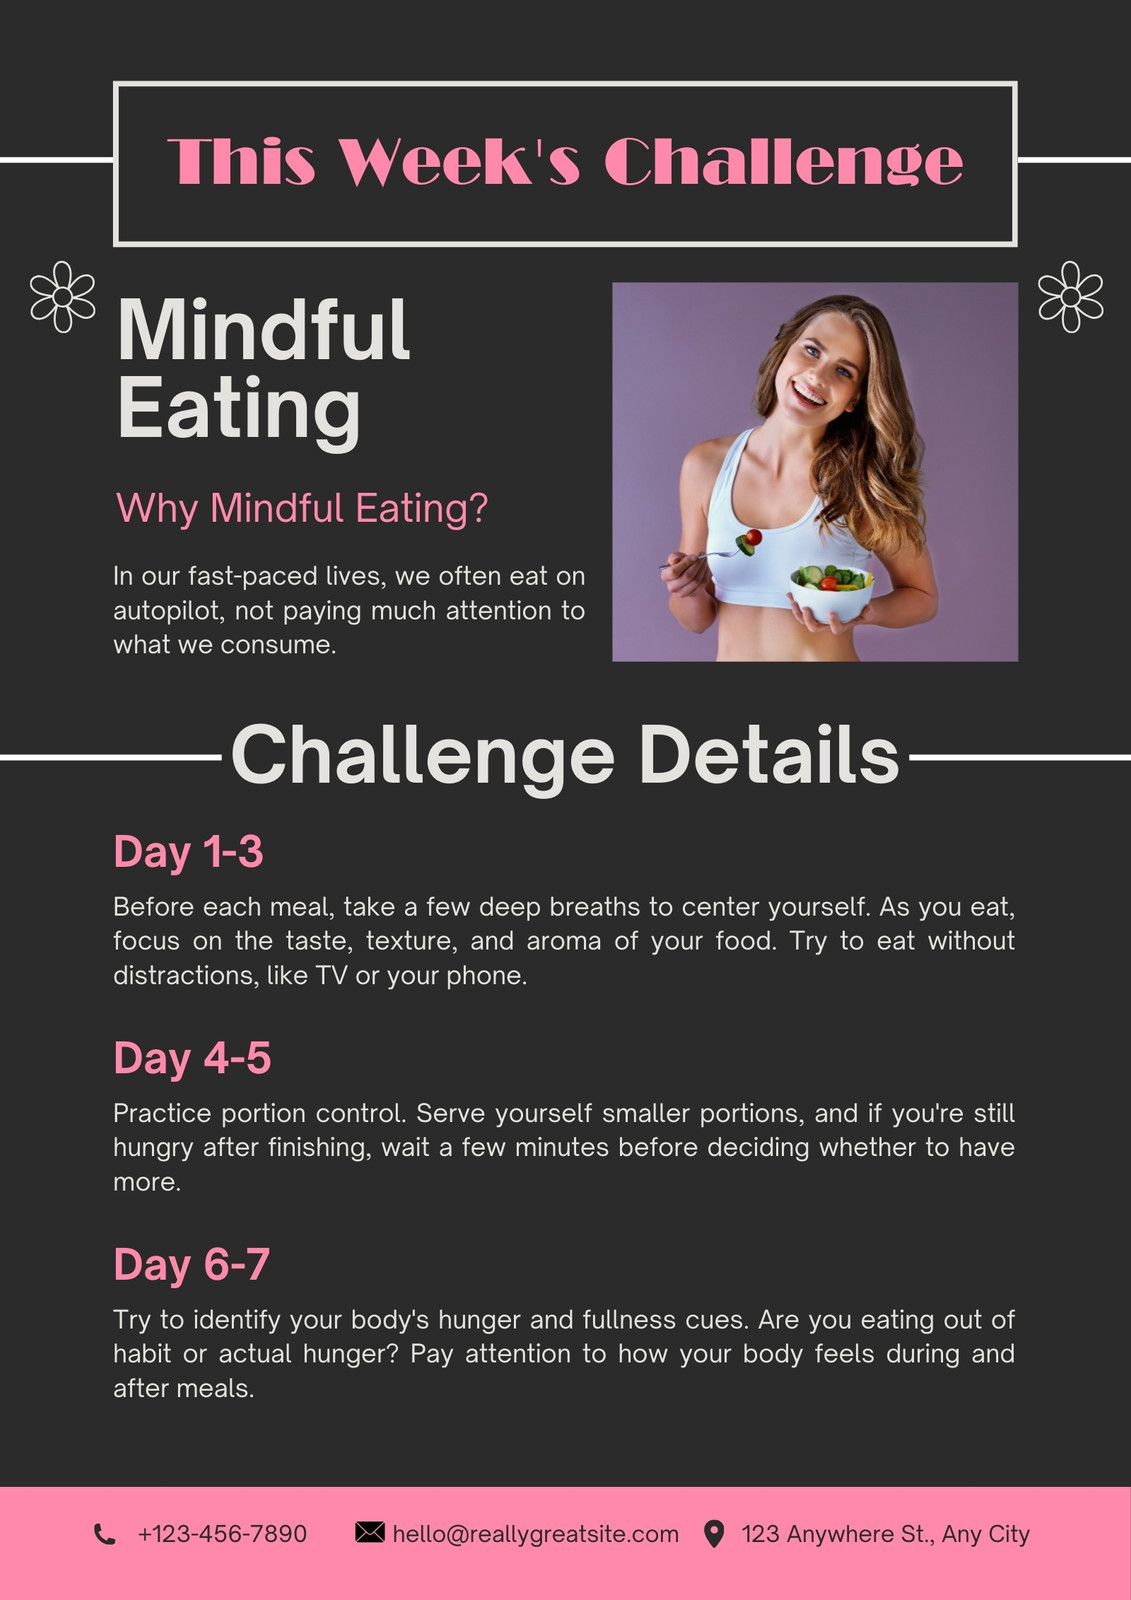 This Week's Challenge
Mindful
Eating
Why Mindful Eating?
In our fast-paced lives, we often eat on
autopilot, not paying much attention to
what we consume.
Challenge Details
Day 1-3
Before each meal, take a few deep breaths to center yourself. As you eat,
focus on the taste, texture, and aroma of your food. Try to eat without
distractions, like TV or your phone.
Day 4-5
Practice portion control. Serve yourself smaller portions, and if you're still
hungry after finishing, wait a few minutes before deciding whether to have
more.
Day 6-7
Try to identify your body's hunger and fullness cues. Are you eating out of
habit or actual hunger? Pay attention to how your body feels during and
after meals.
+123-456-7890 hello@reallygreatsite.com 123 Anywhere St., Any City